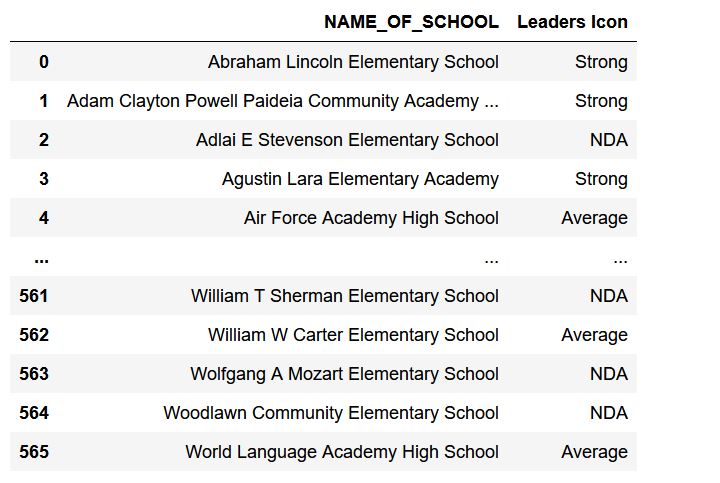 NAME_OF_SCHOOL Leaders Icon
0 Abraham Lincoln Elementary School Strong
1 Adam Clayton Powell Paideia Community Academy ... Strong
2 Adlai E Stevenson Elementary School NDA
3 Agustin Lara Elementary Academy Strong
4 Air Force Academy High School Average
... ... ...
561 William T Sherman Elementary School NDA
562 William W Carter Elementary School Average
563 Wolfgang A Mozart Elementary School NDA
564 Woodlawn Community Elementary School NDA
565 World Language Academy High School Average